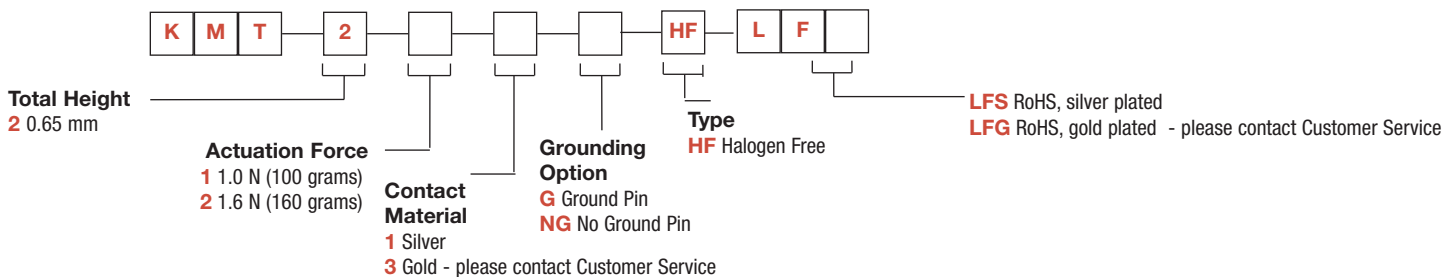 K M T 2 HF L F
Total Height
2 0.65 mm
Actuation Force
1 1.0 N (100 grams)
2 1.6 N (160 grams)
Contact
Material
1 Silver
3 Gold - please contact Customer Service
Grounding
Option
G Ground Pin
NG No Ground Pin
Type
HF Halogen Free
LFS RoHS, silver plated
LFG RoHS, gold plated - please contact Customer Service